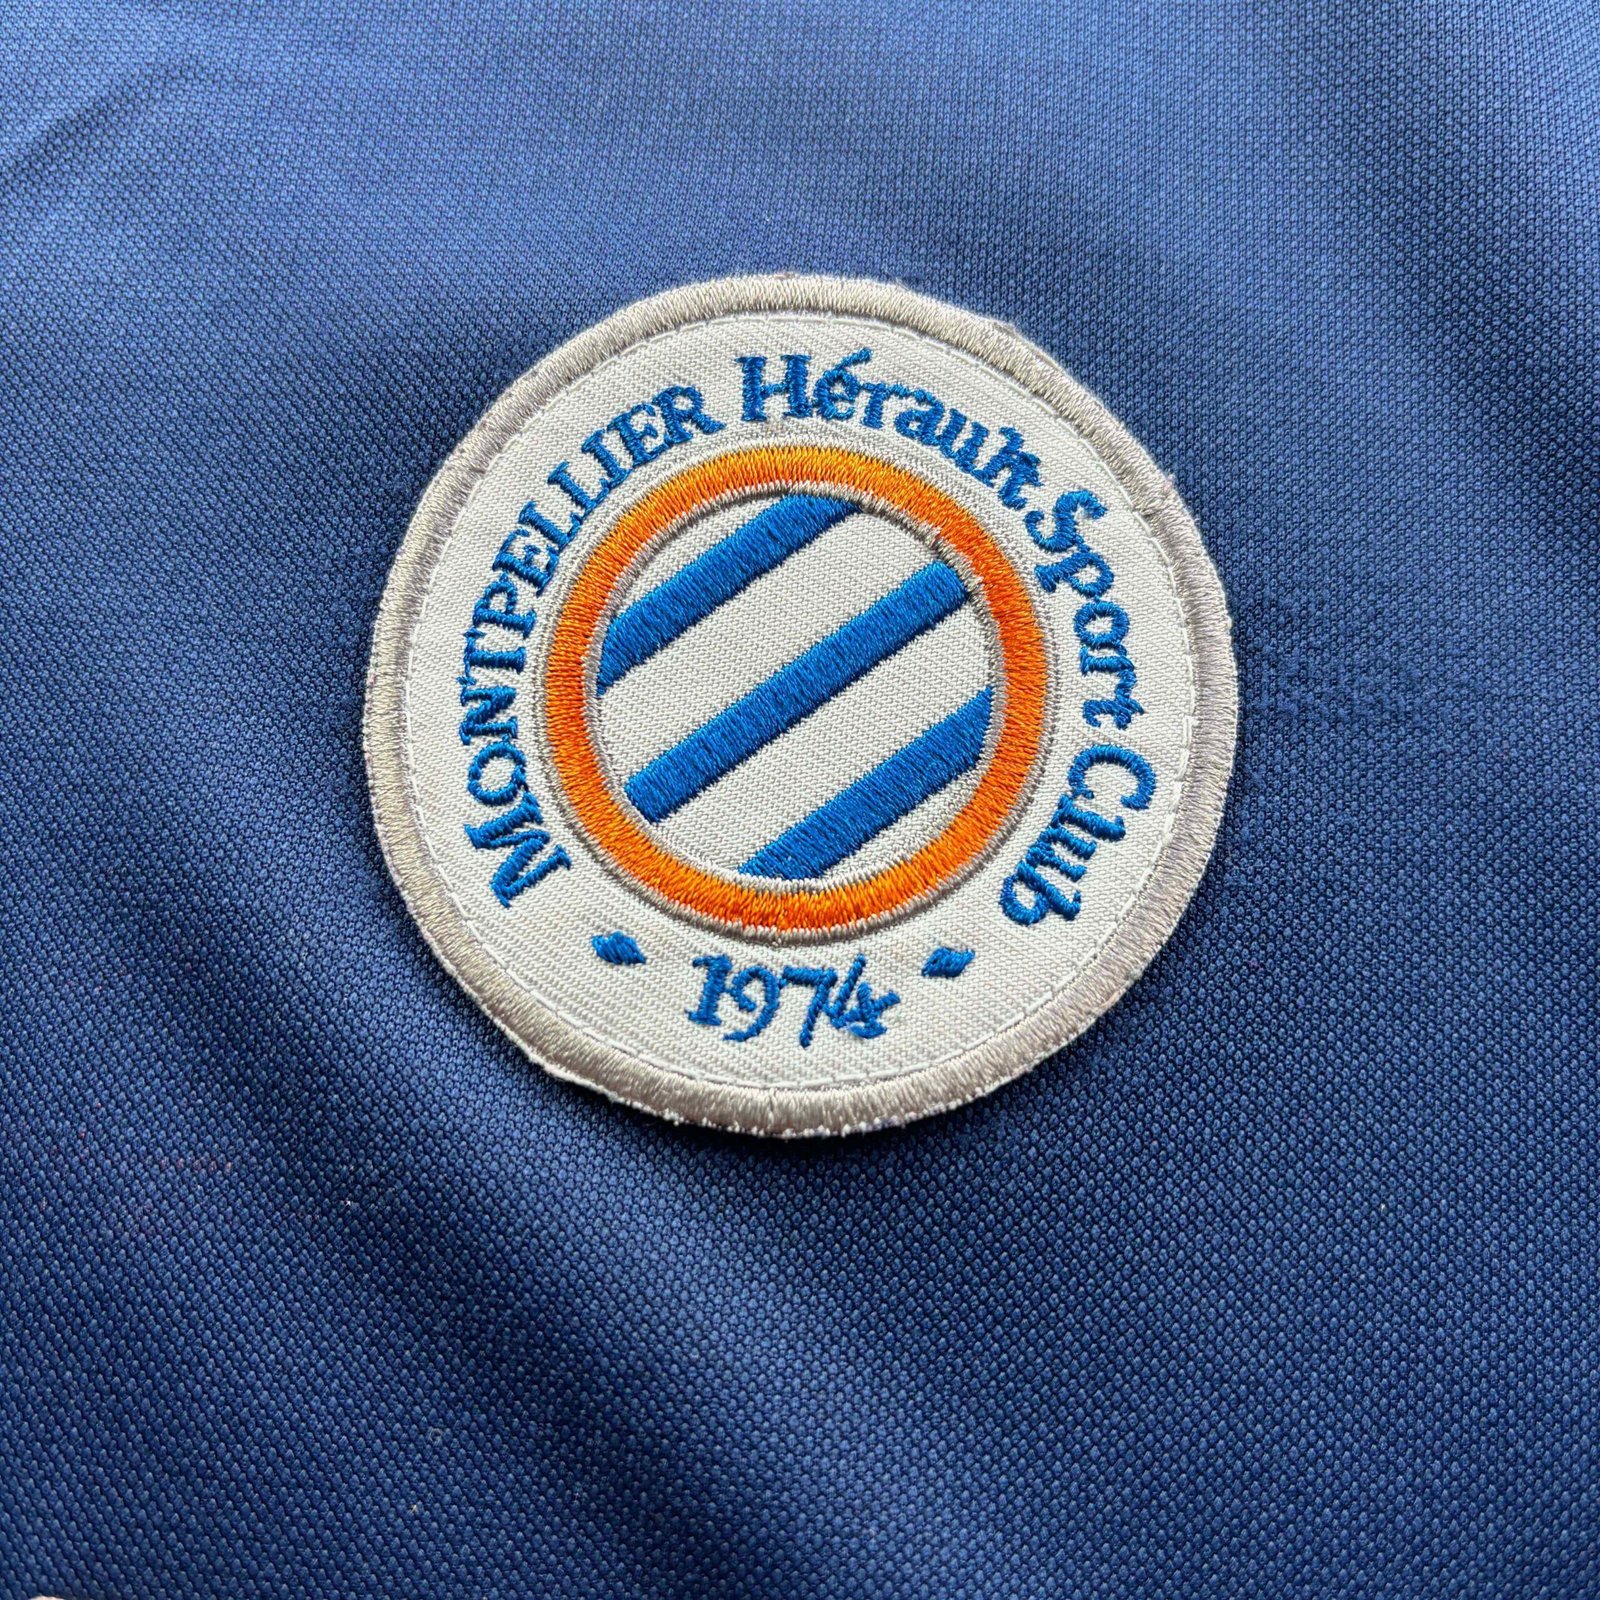 MONTPELLIER Hérault Sport Club
1974